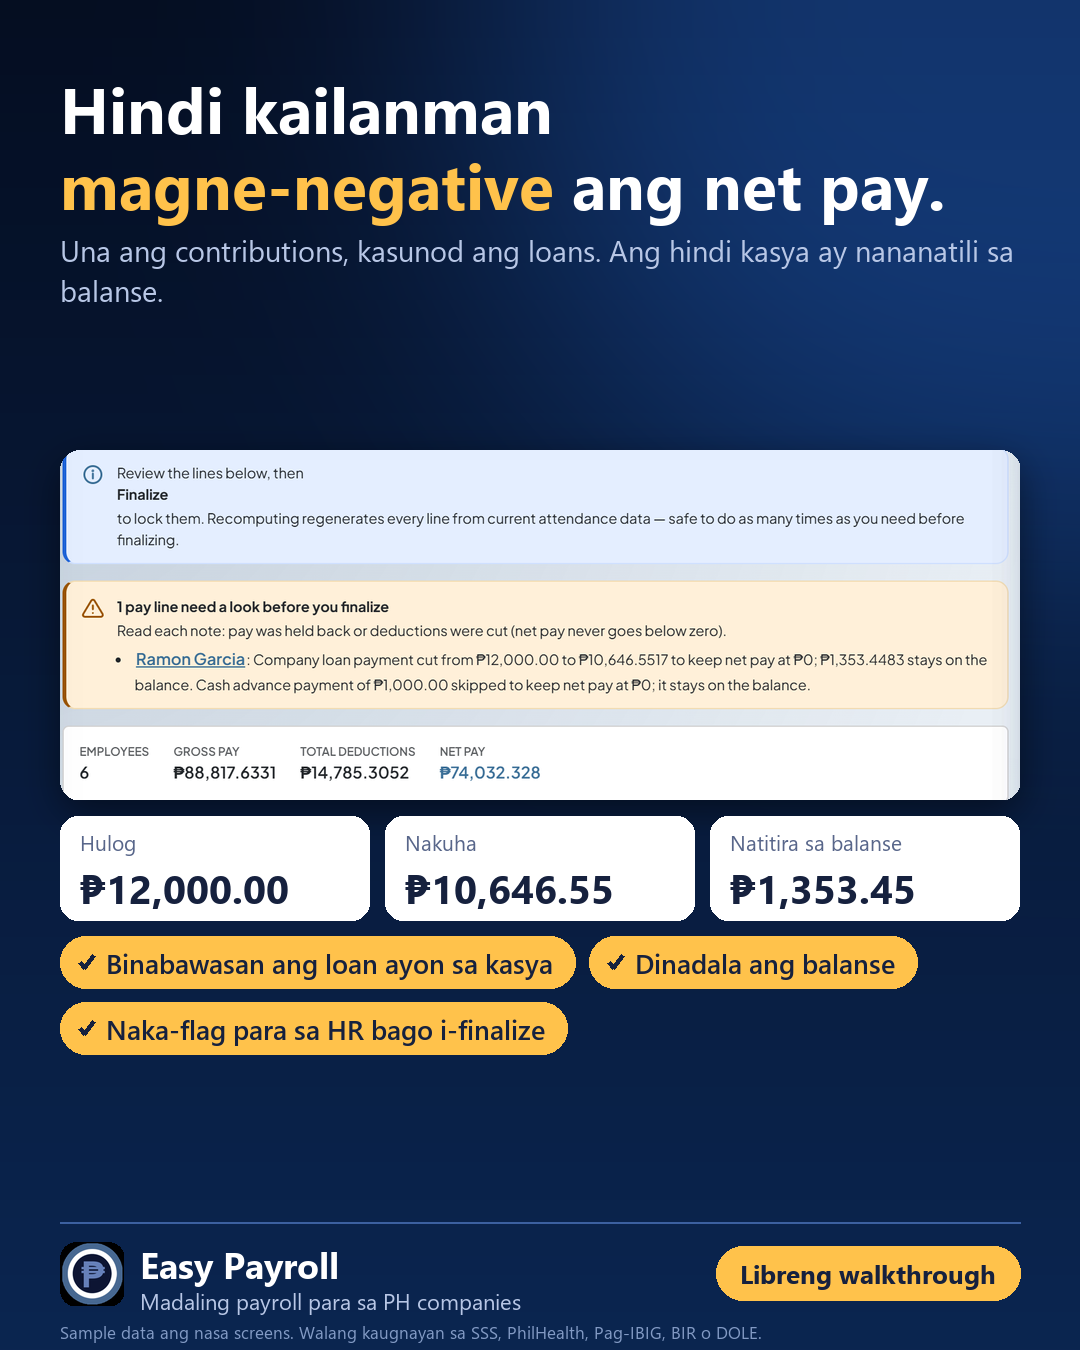 Hindi kailanman
magne-negative ang net pay.
Una ang contributions, kasunod ang loans. Ang hindi kasya ay nananatili sa
balanse.
Review the lines below, then
Finalize
to lock them. Recomputing regenerates every line from current attendance data — safe to do as many times as you need before
finalizing.
1 pay line need a look before you finalize
Read each note: pay was held back or deductions were cut (net pay never goes below zero).
• Ramon Garcia: Company loan payment cut from ₱12,000.00 to ₱10,646.5517 to keep net pay at ₱0; ₱1,353.4483 stays on the
balance. Cash advance payment of ₱1,000.00 skipped to keep net pay at ₱0; it stays on the balance.
EMPLOYEES GROSS PAY TOTAL DEDUCTIONS NET PAY
6 ₱88,817.6331 ₱14,785.3052 ₱74,032.328
Hulog Nakuha Natitira sa balanse
₱12,000.00 ₱10,646.55 ₱1,353.45
✓ Binabawasan ang loan ayon sa kasya ✓ Dinadala ang balanse
✓ Naka-flag para sa HR bago i-finalize
₱ Easy Payroll
Madaling payroll para sa PH companies
Libreng walkthrough
Sample data ang nasa screens. Walang kaugnayan sa SSS, PhilHealth, Pag-IBIG, BIR o DOLE.